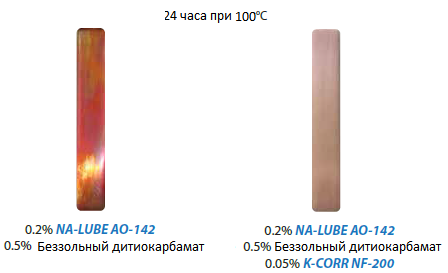 24 часа при 100°C
0.2% NA-LUBE AO-142
0.5% Беззольный дитиокарбамат
0.2% NA-LUBE AO-142
0.5% Беззольный дитиокарбамат
0.05% K-CORR NF-200